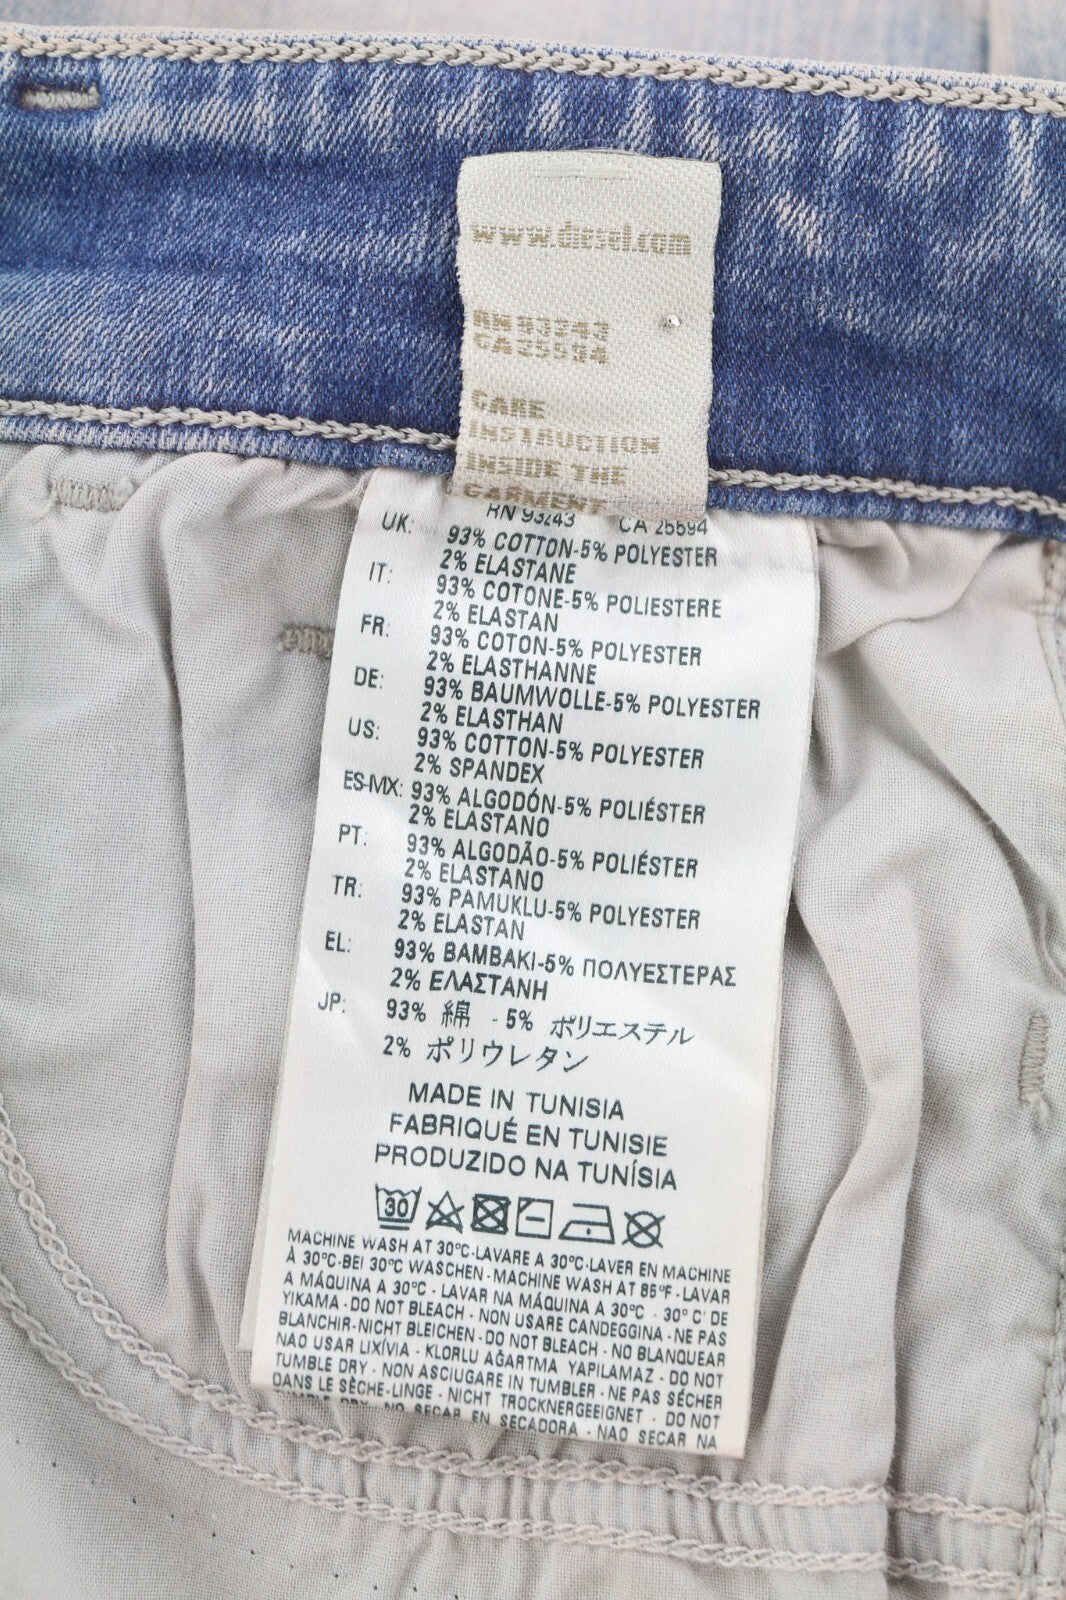 www.diesel.com
RN 93243
CA 25594
CARE
INSTRUCTION
INSIDE THE
GARMENT
RN 93243 CA 25594
UK: 93% COTTON-5% POLYESTER
2% ELASTANE
IT: 93% COTONE-5% POLIESTERE
2% ELASTAN
FR: 93% COTON-5% POLYESTER
2% ELASTHANNE
DE: 93% BAUMWOLLE-5% POLYESTER
2% ELASTHAN
US: 93% COTTON-5% POLYESTER
2% SPANDEX
ES-MX: 93% ALGODÓN-5% POLIÉSTER
2% ELASTANO
PT: 93% ALGODÃO-5% POLIÉSTER
2% ELASTANO
TR: 93% PAMUKLU-5% POLYESTER
2% ELASTAN
EL: 93% ΒΑΜΒΑΚΙ-5% ΠΟΛΥΕΣΤΕΡΑΣ
2% ΕΛΑΣΤΑΝΗ
JP: 93% 綿 - 5% ポリエステル
2% ポリウレタン
MADE IN TUNISIA
FABRIQUÉ EN TUNISIE
PRODUZIDO NA TUNÍSIA
30
MACHINE WASH AT 30°C-LAVARE A 30°C-LAVER EN MACHINE
À 30°C-BEI 30°C WASCHEN - MACHINE WASH AT 85°F - LAVAR
A MÁQUINA A 30°C - LAVAR NA MÁQUINA A 30°C - 30° C' DE
YIKAMA - DO NOT BLEACH - NON USARE CANDEGGINA - NE PAS
BLANCHIR-NICHT BLEICHEN - DO NOT BLEACH - NO BLANQUEAR
NAO USAR LIXÍVIA - KLORLU AĞARTMA YAPILAMAZ - DO NOT
TUMBLE DRY - NON ASCIUGARE IN TUMBLER - NE PAS SÉCHER
DANS LE SÈCHE-LINGE - NICHT TROCKNERGEEIGNET - DO NOT
TUMBLE DRY - NO SECAR EN SECADORA - NAO SECAR NA